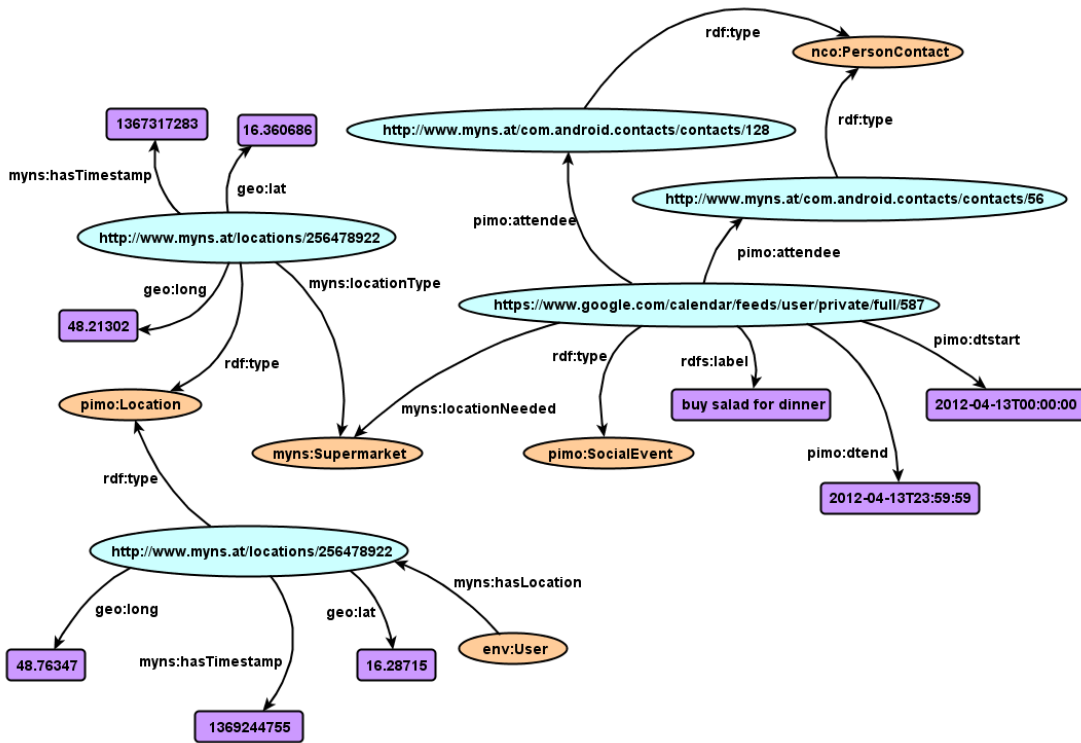 rdf:type
nco:PersonContact
1367317283
16.360686
http://www.myns.at/com.android.contacts/contacts/128
rdf:type
myns:hasTimestamp
geo:lat
http://www.myns.at/com.android.contacts/contacts/56
pimo:attendee
http://www.myns.at/locations/256478922
pimo:attendee
geo:long
myns:locationType
https://www.google.com/calendar/feeds/user/private/full/587
48.21302
pimo:dtstart
rdf:type
rdfs:label
rdf:type
pimo:Location
myns:locationNeeded
buy salad for dinner
2012-04-13T00:00:00
myns:Supermarket
pimo:SocialEvent
pimo:dtend
rdf:type
2012-04-13T23:59:59
http://www.myns.at/locations/256478922
myns:hasLocation
geo:long
geo:lat
env:User
48.76347
myns:hasTimestamp
16.28715
1369244755